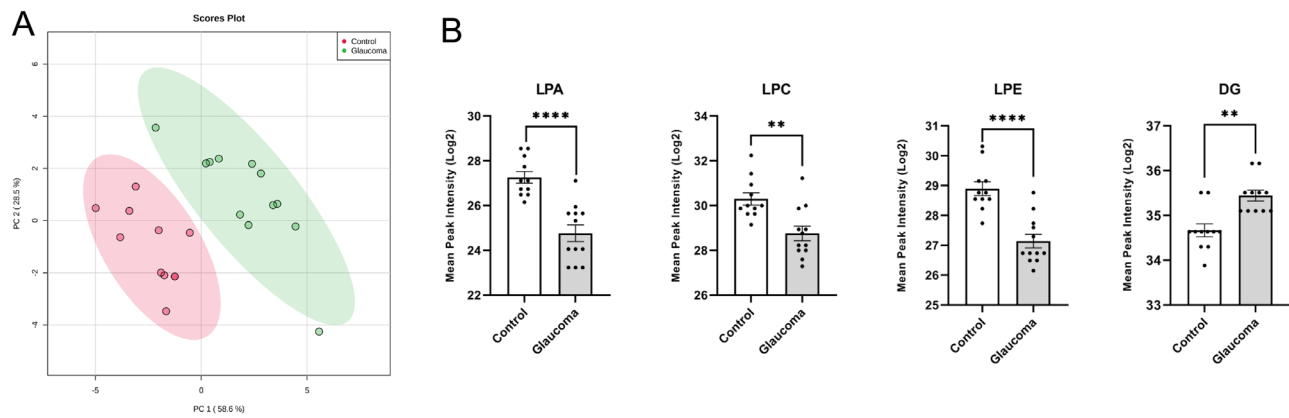 A
Scores Plot
Control
Glaucoma
PC 2 ( 28.5 %)
6
4
2
0
-2
-4
-5
0
5
PC 1 ( 58.6 %)
B
LPA
****
Mean Peak Intensity (Log2)
30
28
26
24
22
Control
Glaucoma
LPC
**
Mean Peak Intensity (Log2)
34
32
30
28
26
Control
Glaucoma
LPE
****
Mean Peak Intensity (Log2)
31
30
29
28
27
26
25
Control
Glaucoma
DG
**
Mean Peak Intensity (Log2)
37
36
35
34
33
Control
Glaucoma